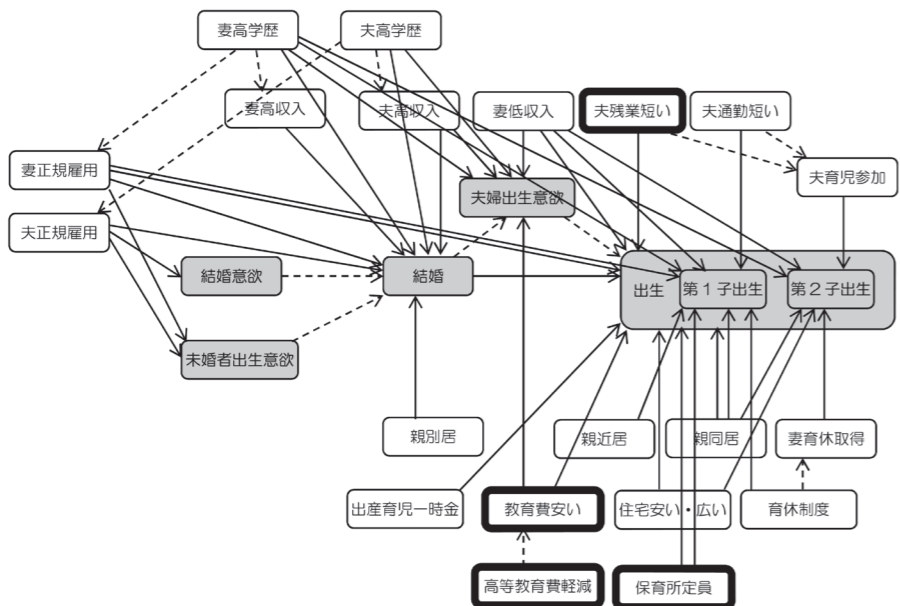 妻高学歴
夫高学歴
妻高収入
夫高収入
妻低収入
夫残業短い
夫通勤短い
妻正規雇用
夫婦出生意欲
夫育児参加
夫正規雇用
結婚意欲
結婚
出生
第1子出生
第2子出生
未婚者出生意欲
親別居
親近居
親同居
妻育休取得
出産育児一時金
教育費安い
住宅安い・広い
育休制度
高等教育費軽減
保育所定員